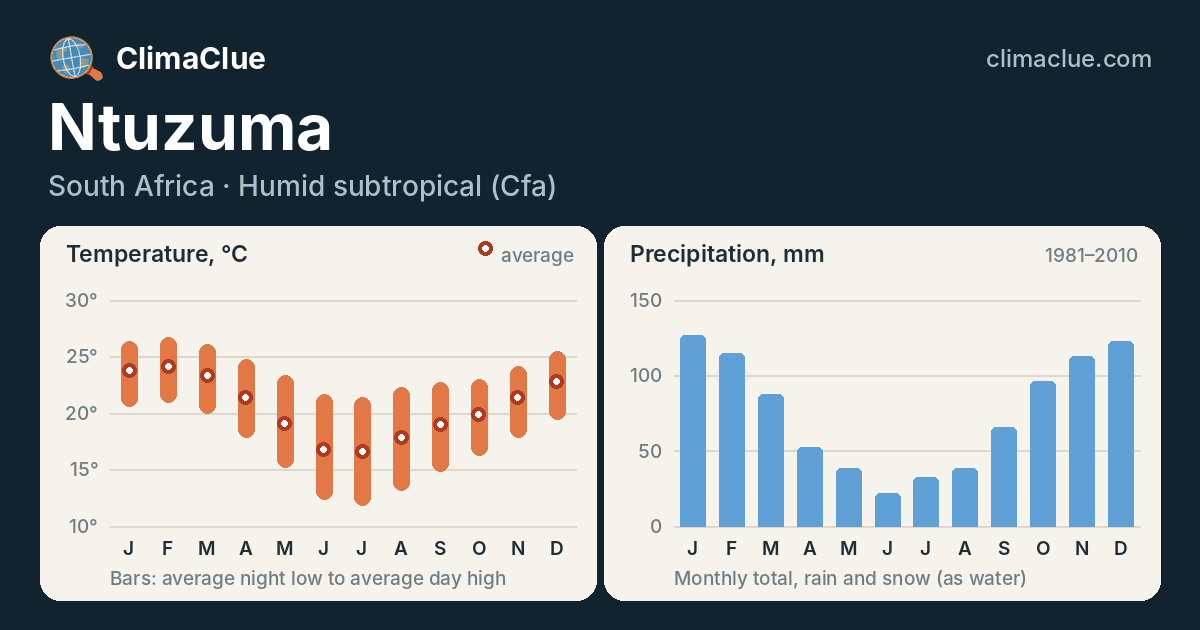 ClimaClue
climaclue.com
Ntuzuma
South Africa · Humid subtropical (Cfa)
Temperature, °C
average
30°
25°
20°
15°
10°
J F M A M J J A S O N D
Bars: average night low to average day high
Precipitation, mm
1981–2010
150
100
50
0
J F M A M J J A S O N D
Monthly total, rain and snow (as water)